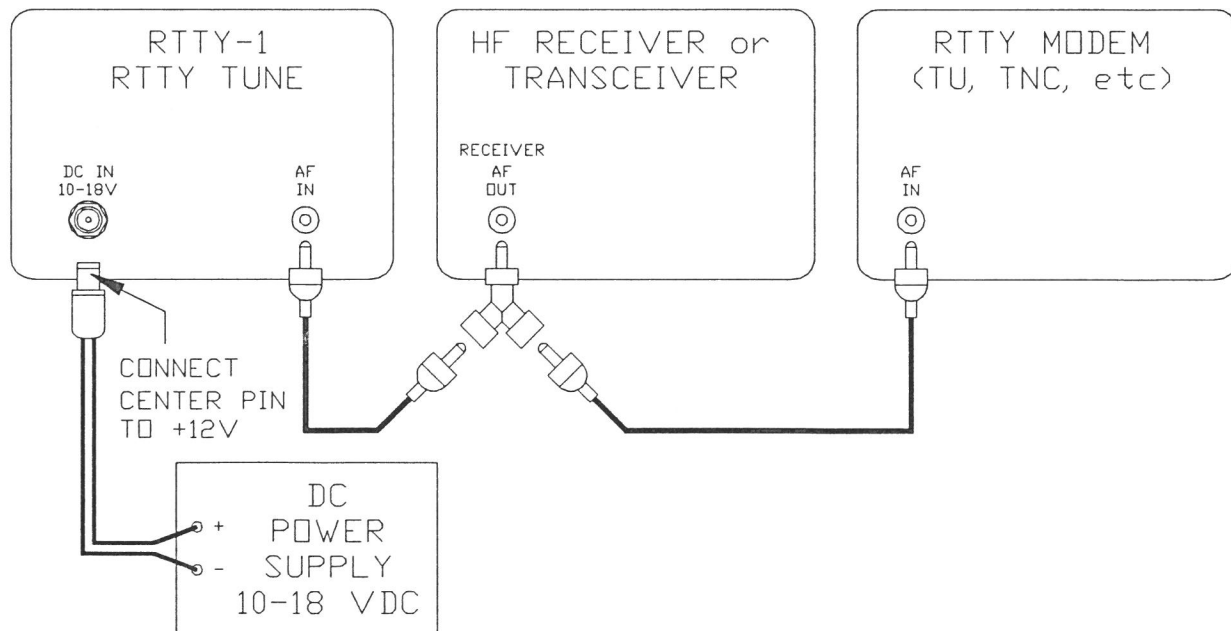 RTTY-1
RTTY TUNE
DC IN
10-18V
AF
IN
HF RECEIVER or
TRANSCEIVER
RECEIVER
AF
OUT
RTTY MODEM
(TU, TNC, etc)
AF
IN
CONNECT
CENTER PIN
TO +12V
DC
POWER
SUPPLY
10-18 VDC
+
-